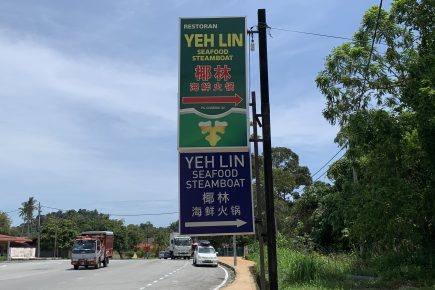 RESTORAN
YEH LIN
SEAFOOD
STEAMBOAT
椰林
海鲜火锅
YEH LIN
SEAFOOD
STEAMBOAT
椰林
海鲜火锅